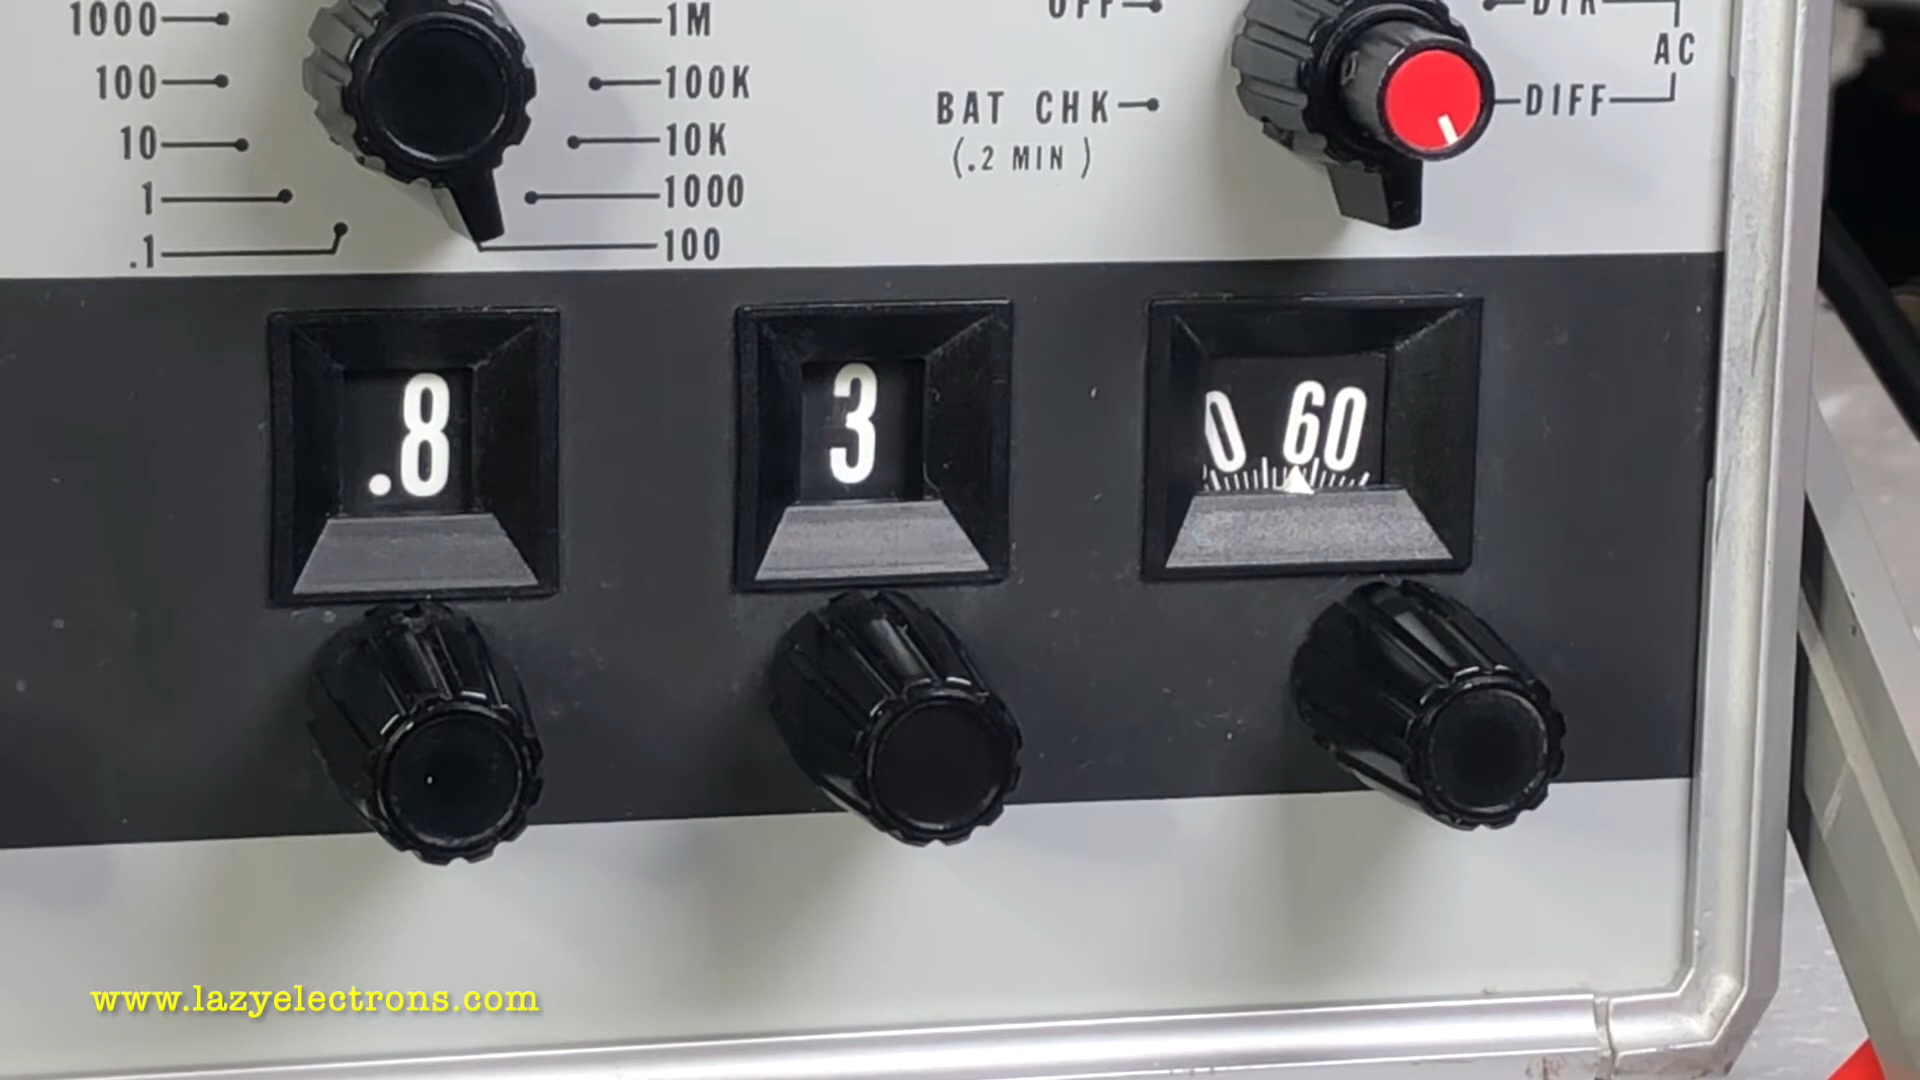 1000
1M
OFF
DIR
AC
100
100K
BAT CHK
DIFF
10
10K
(.2 MIN )
1
1000
.1
100
.8
3
0 60
www.lazyelectrons.com